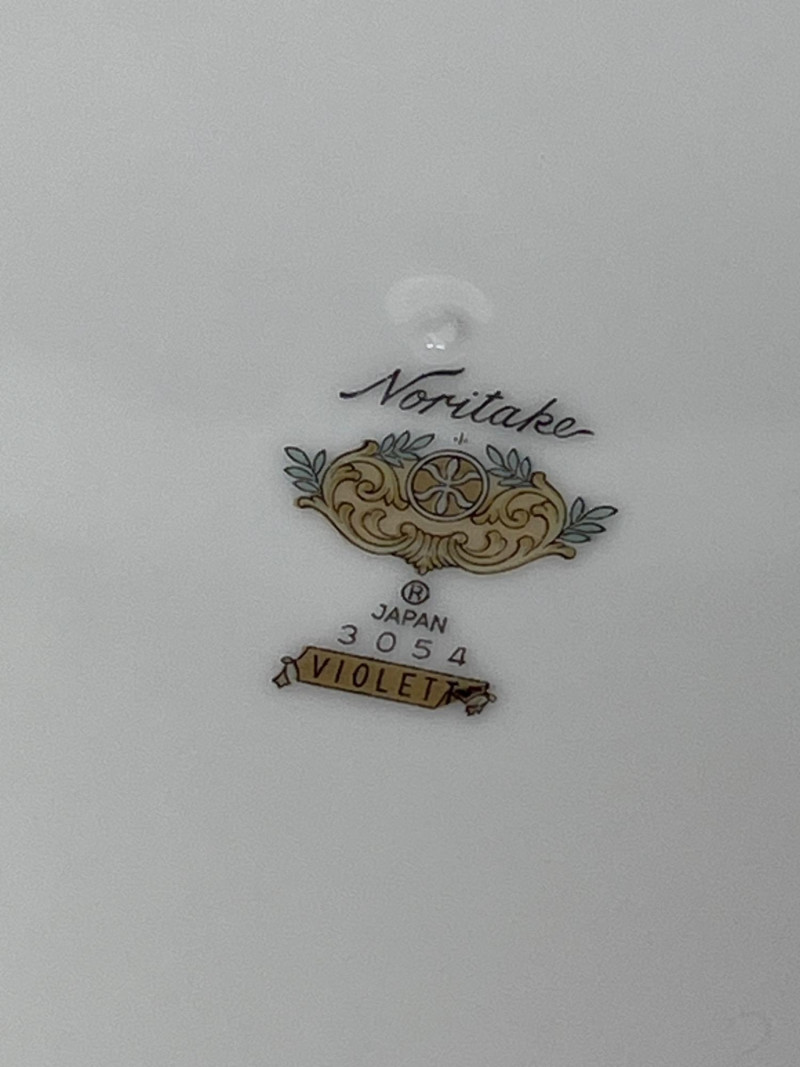 Noritake
®
JAPAN
3054
VIOLETT